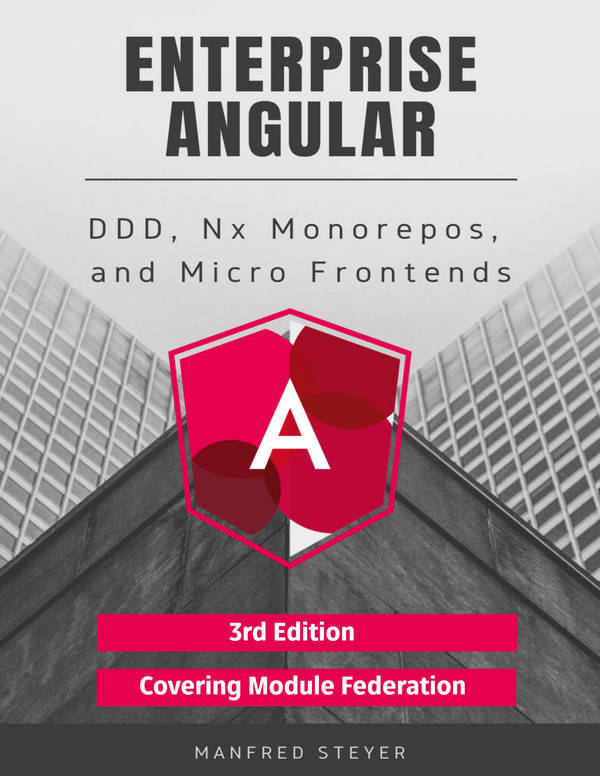 ENTERPRISE
ANGULAR
DDD, Nx Monorepos,
and Micro Frontends
A
3rd Edition
Covering Module Federation
MANFRED STEYER